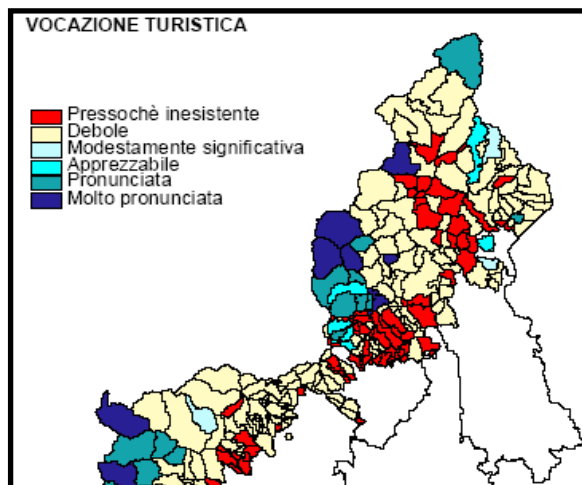 VOCAZIONE TURISTICA
Pressochè inesistente
Debole
Modestamente significativa
Apprezzabile
Pronunciata
Molto pronunciata